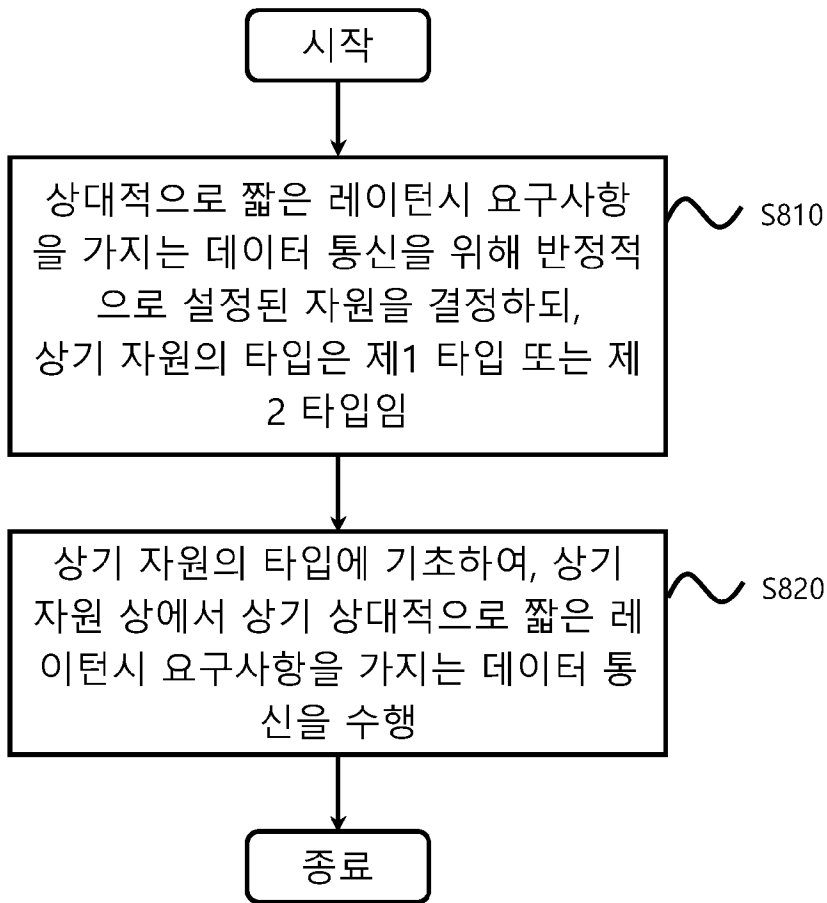 시작
상대적으로 짧은 레이턴시 요구사항
을 가지는 데이터 통신을 위해 반정적
으로 설정된 자원을 결정하되,
상기 자원의 타입은 제1 타입 또는 제
2 타입임
S810
상기 자원의 타입에 기초하여, 상기
자원 상에서 상기 상대적으로 짧은 레
이턴시 요구사항을 가지는 데이터 통
신을 수행
S820
종료